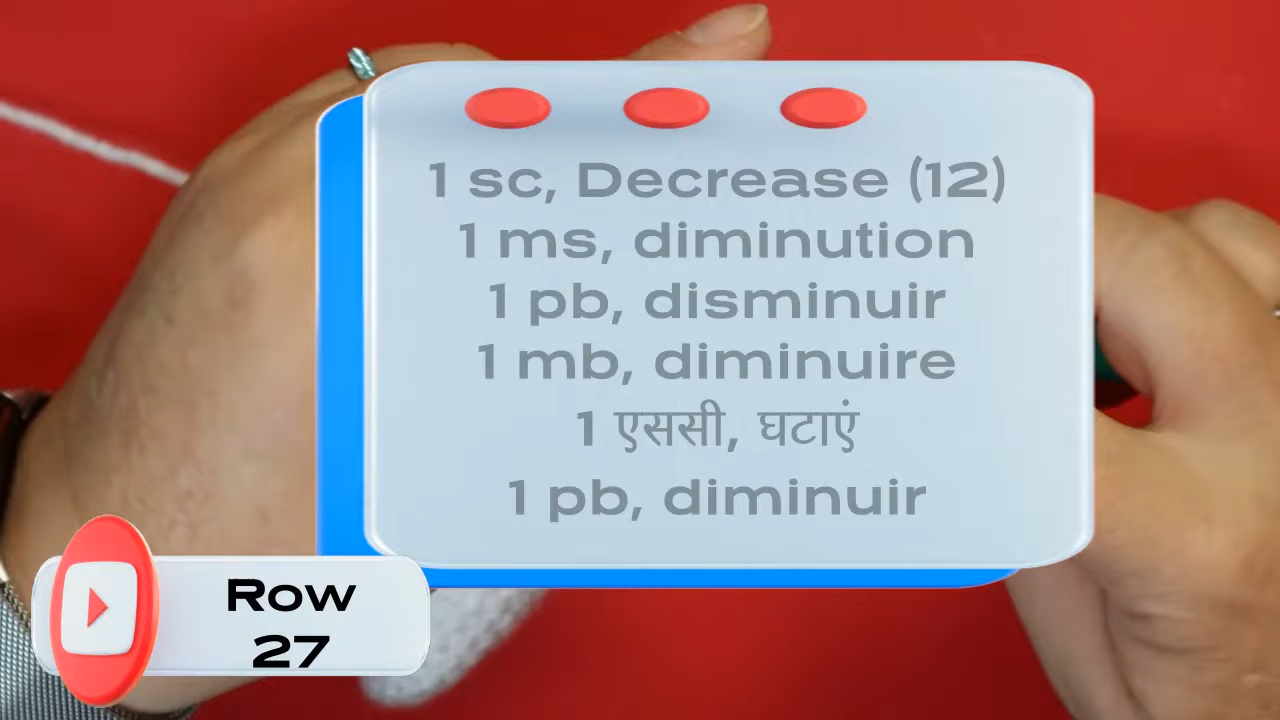 1 sc, Decrease (12)
1 ms, diminution
1 pb, disminuir
1 mb, diminuire
1 एससी, घटाएं
1 pb, diminuir
Row
27